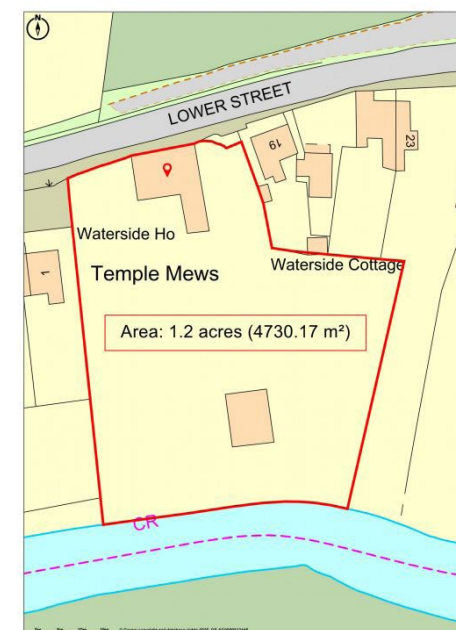 N
LOWER STREET
19
23
Waterside Ho
1
Temple Mews
Waterside Cottage
Area: 1.2 acres (4730.17 m²)
CR